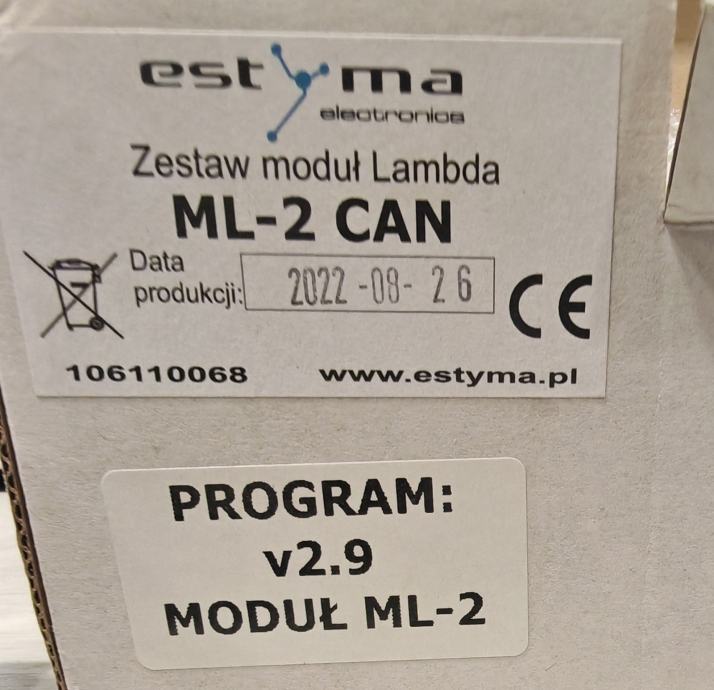 estyma
electronics
Zestaw moduł Lambda
ML-2 CAN
Data
produkcji: 2022-08-26
CE
106110068 www.estyma.pl
PROGRAM:
v2.9
MODUŁ ML-2